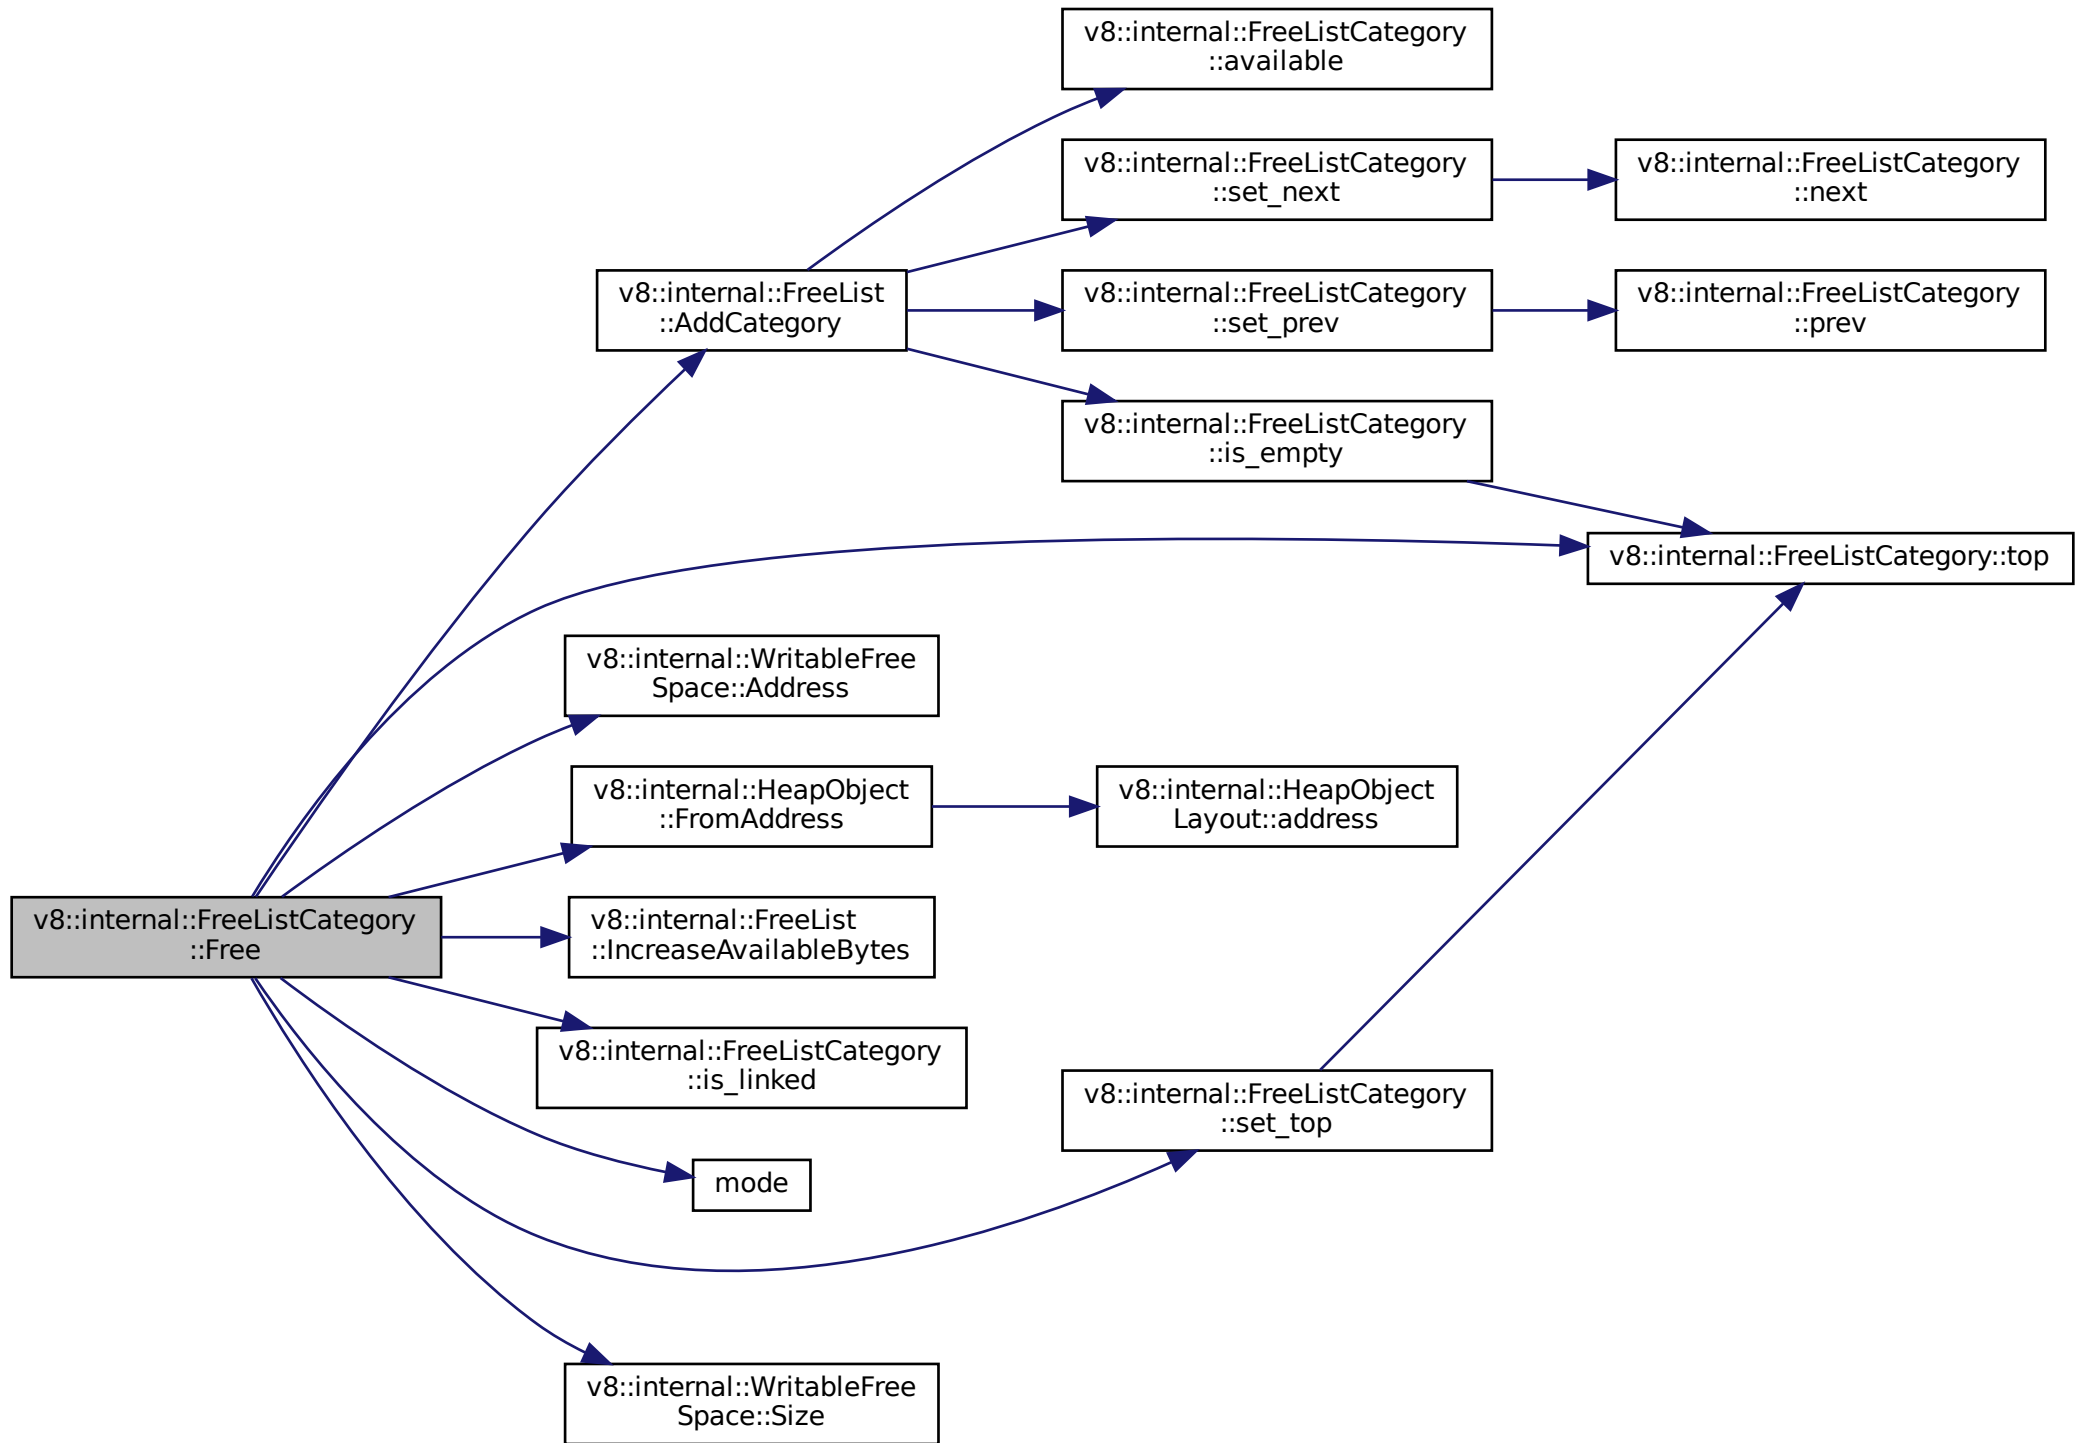 v8::internal::FreeListCategory
::available
v8::internal::FreeListCategory
::set_next
v8::internal::FreeListCategory
::next
v8::internal::FreeList
::AddCategory
v8::internal::FreeListCategory
::set_prev
v8::internal::FreeListCategory
::prev
v8::internal::FreeListCategory
::is_empty
v8::internal::FreeListCategory::top
v8::internal::WritableFree
Space::Address
v8::internal::HeapObject
::FromAddress
v8::internal::HeapObject
Layout::address
v8::internal::FreeListCategory
::Free
v8::internal::FreeList
::IncreaseAvailableBytes
v8::internal::FreeListCategory
::is_linked
v8::internal::FreeListCategory
::set_top
mode
v8::internal::WritableFree
Space::Size